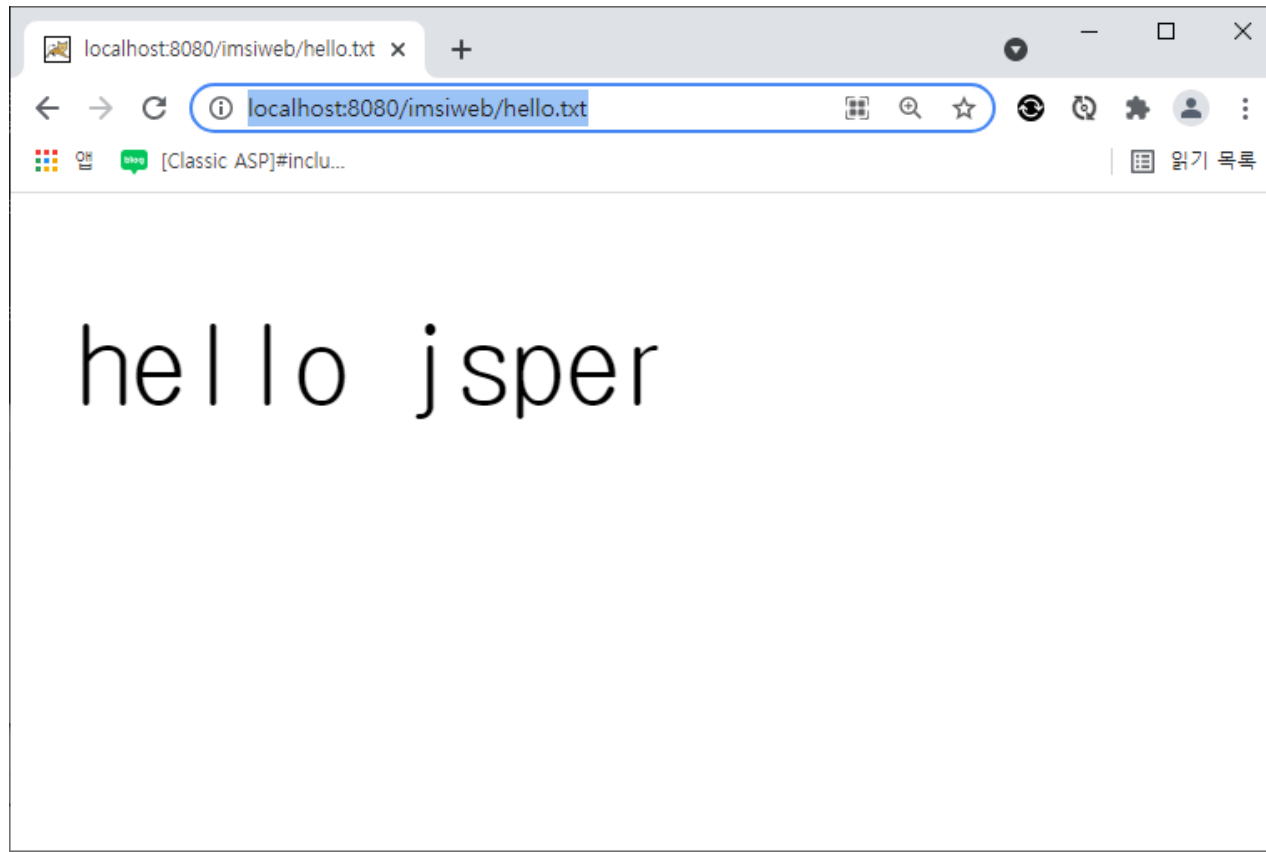 localhost:8080/imsiweb/hello.txt
localhost:8080/imsiweb/hello.txt
앱 blog [Classic ASP]#inclu... 읽기 목록
hello jsper